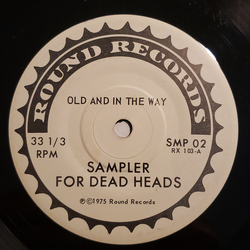 ROUND RECORDS
OLD AND IN THE WAY
33 1/3 SMP 02
RPM RX 103-A
SAMPLER
FOR DEAD HEADS
℗©1975 Round Records